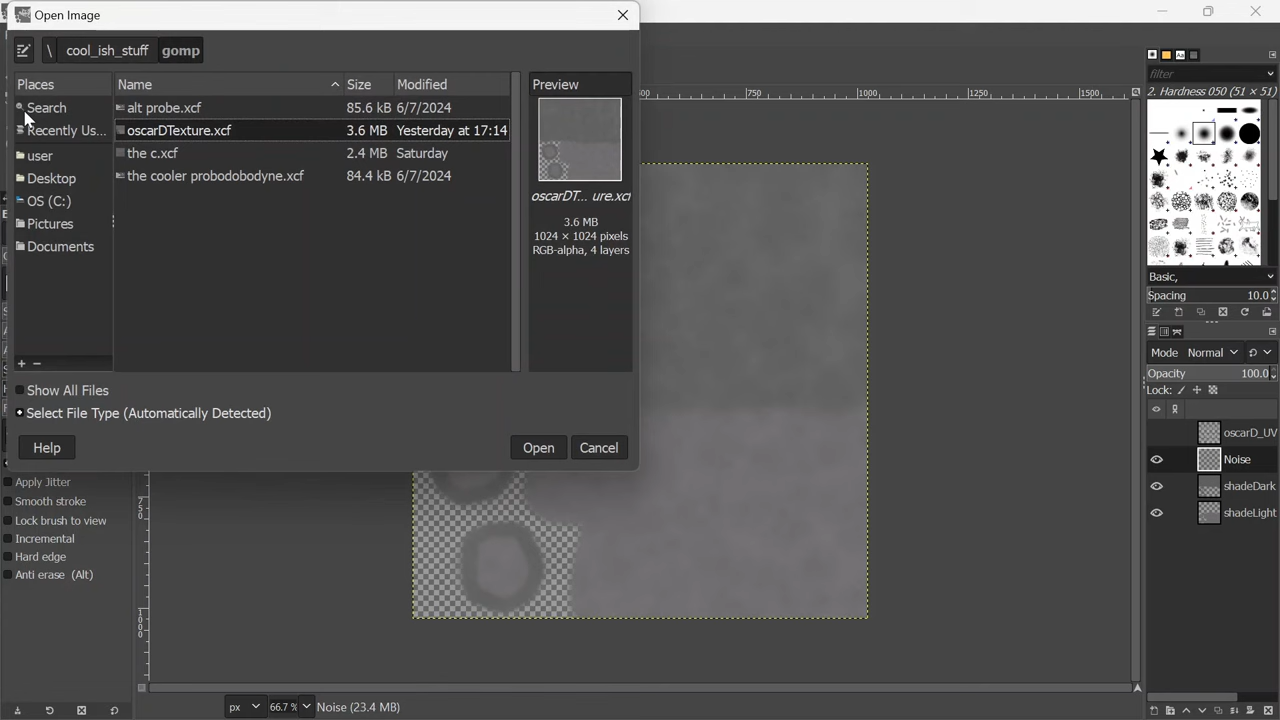 Open Image
\ cool_ish_stuff gomp
Places Name Size Modified Preview
Search alt probe.xcf 85.6 kB 6/7/2024
Recently Us... oscarDTexture.xcf 3.6 MB Yesterday at 17:14
user the c.xcf 2.4 MB Saturday
Desktop the cooler probodobodyne.xcf 84.4 kB 6/7/2024
OS (C:)
Pictures
Documents
oscarDT... ure.xcf
3.6 MB
1024 × 1024 pixels
RGB-alpha, 4 layers
Show All Files
Select File Type (Automatically Detected)
Help Open Cancel
Apply Jitter
Smooth stroke
Lock brush to view
Incremental
Hard edge
Anti erase (Alt)
750
1000
1000 1250 1500
filter
2. Hardness 050 (51 × 51)
Basic,
Spacing 10.0
Mode Normal
Opacity 100.0
Lock:
oscarD_UV
Noise
shadeDark
shadeLight
px 66.7 % Noise (23.4 MB)